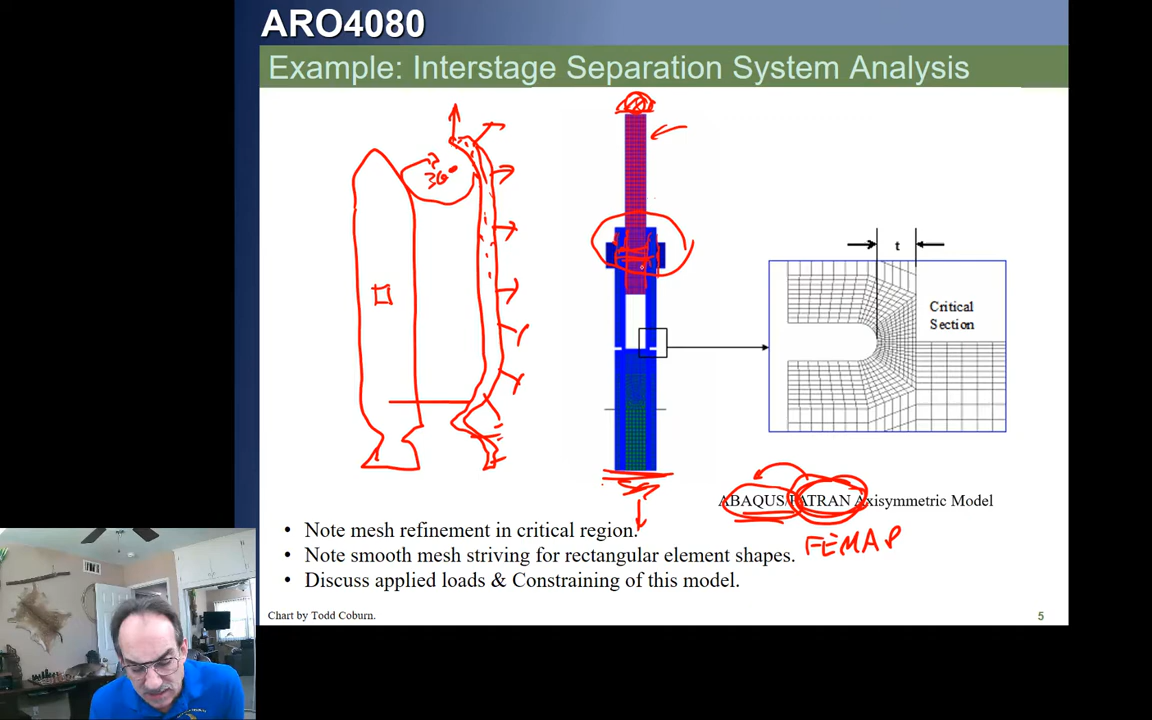 ARO4080
Example: Interstage Separation System Analysis
360°
t
Critical
Section
ABAQUS/PATRAN Axisymmetric Model
FEMAP
• Note mesh refinement in critical region.
• Note smooth mesh striving for rectangular element shapes.
• Discuss applied loads & Constraining of this model.
Chart by Todd Coburn.
5